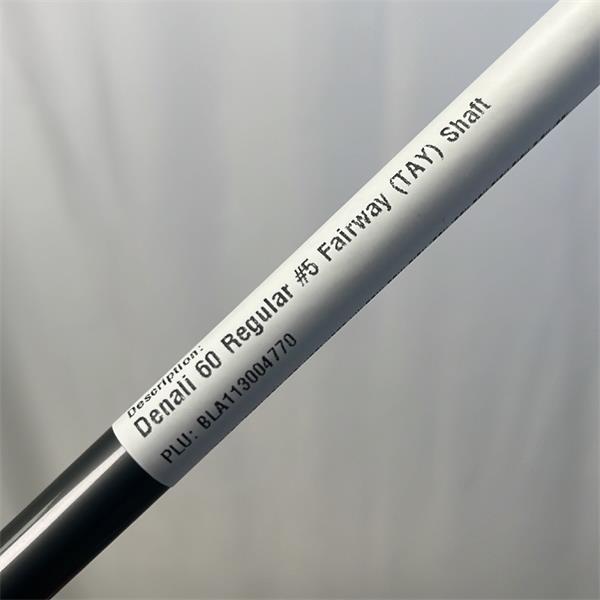 Description:
Denali 60 Regular #5 Fairway (TAY) Shaft
PLU: BLA113004770